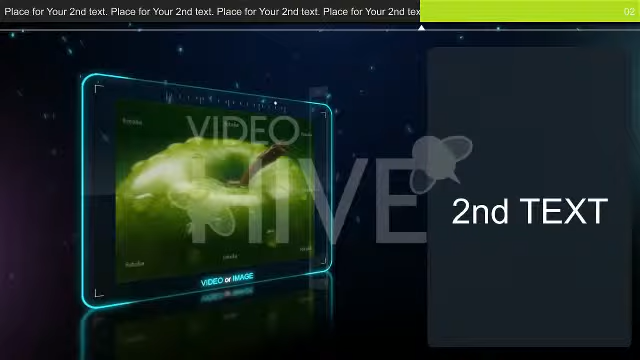 Place for Your 2nd text. Place for Your 2nd text. Place for Your 2nd text. Place for Your 2nd tex
02
VIDEO
HIVE
2nd TEXT
VIDEO or IMAGE